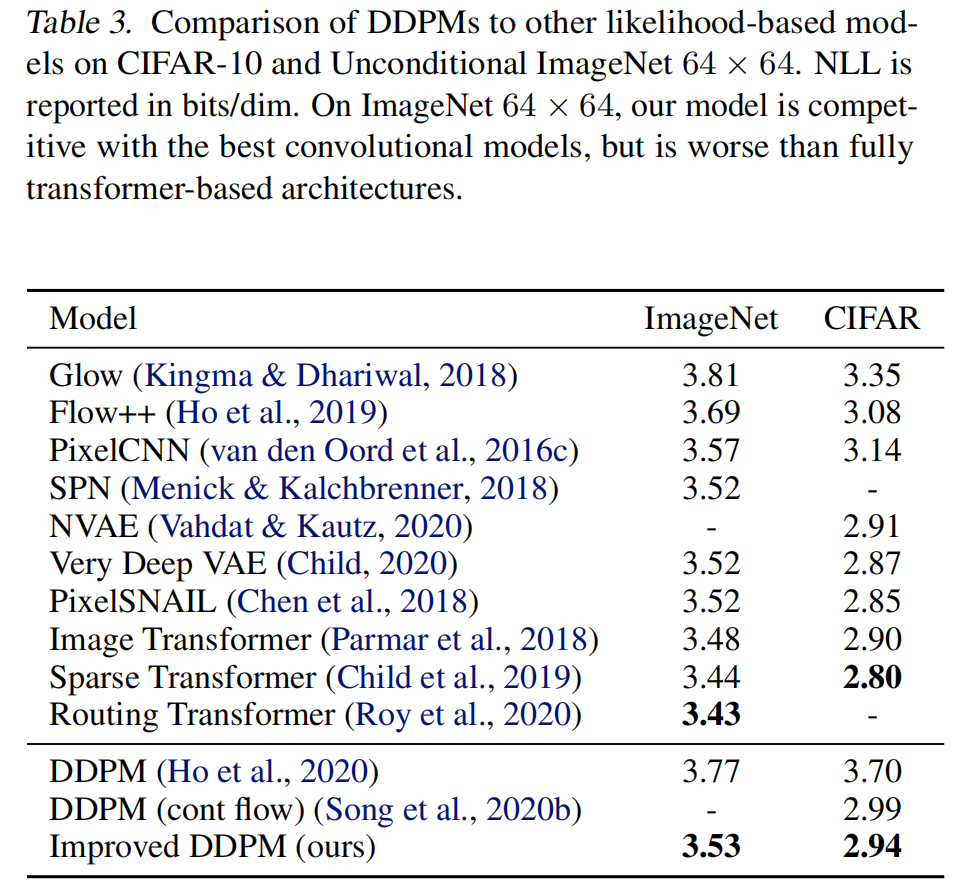 Table 3. Comparison of DDPMs to other likelihood-based mod-
els on CIFAR-10 and Unconditional ImageNet 64 × 64. NLL is
reported in bits/dim. On ImageNet 64 × 64, our model is compet-
itive with the best convolutional models, but is worse than fully
transformer-based architectures.
Model ImageNet CIFAR
Glow (Kingma & Dhariwal, 2018) 3.81 3.35
Flow++ (Ho et al., 2019) 3.69 3.08
PixelCNN (van den Oord et al., 2016c) 3.57 3.14
SPN (Menick & Kalchbrenner, 2018) 3.52 -
NVAE (Vahdat & Kautz, 2020) - 2.91
Very Deep VAE (Child, 2020) 3.52 2.87
PixelSNAIL (Chen et al., 2018) 3.52 2.85
Image Transformer (Parmar et al., 2018) 3.48 2.90
Sparse Transformer (Child et al., 2019) 3.44 2.80
Routing Transformer (Roy et al., 2020) 3.43 -
DDPM (Ho et al., 2020) 3.77 3.70
DDPM (cont flow) (Song et al., 2020b) - 2.99
Improved DDPM (ours) 3.53 2.94